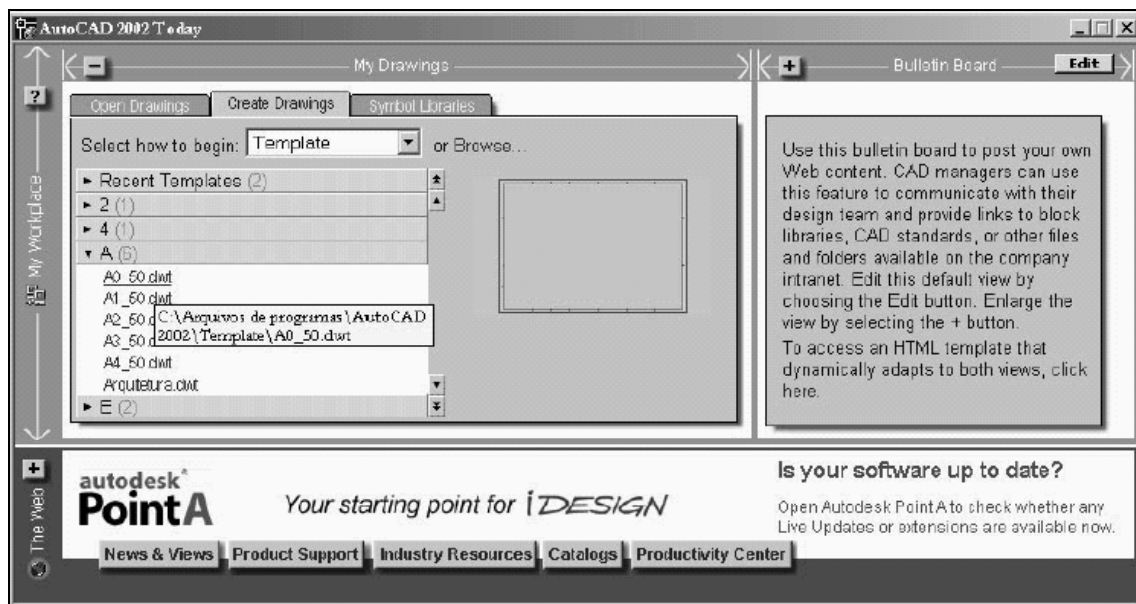 AutoCAD 2002 Today
My Drawings
Bulletin Board
Edit
?
My Workplace
Open Drawings
Create Drawings
Symbol Libraries
Select how to begin:
Template
or Browse...
Recent Templates (2)
2 (1)
4 (1)
A (6)
A0_50.dwt
A1_50.dwt
A2_50.d
A3_50.d
C:\Arquivos de programas\AutoCAD
2002\Template\A0_50.dwt
A4_50.dwt
Arqutetura.dwt
E (2)
Use this bulletin board to post your own
Web content. CAD managers can use
this feature to communicate with their
design team and provide links to block
libraries, CAD standards, or other files
and folders available on the company
intranet. Edit this default view by
choosing the Edit button. Enlarge the
view by selecting the + button.
To access an HTML template that
dynamically adapts to both views, click
here.
The Web
autodesk
Point A
Your starting point for iDESIGN
Is your software up to date?
Open Autodesk Point A to check whether any
Live Updates or extensions are available now.
News & Views
Product Support
Industry Resources
Catalogs
Productivity Center